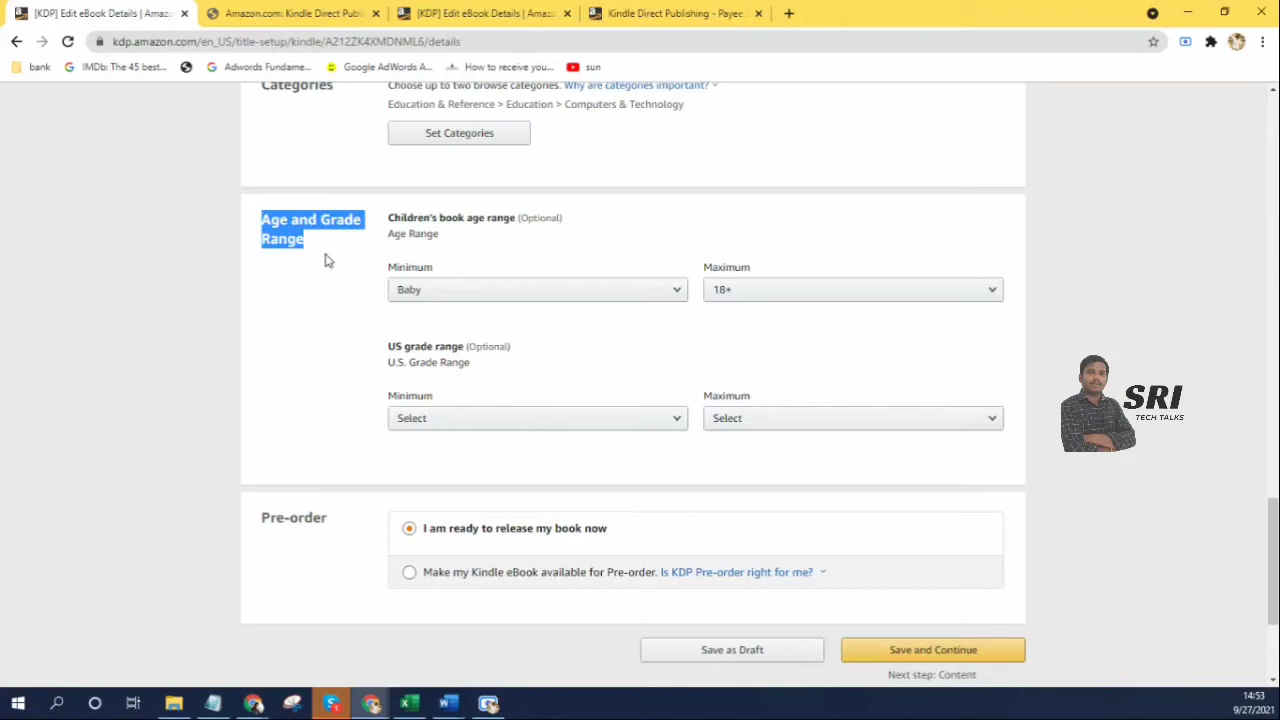 [KDP] Edit eBook Details | Amaz
Amazon.com: Kindle Direct Publi
[KDP] Edit eBook Details | Amaz
Kindle Direct Publishing - Payee
kdp.amazon.com/en_US/title-setup/kindle/A212ZK4XMDNML6/details
bank
IMDb: The 45 best...
Adwords Fundame...
Google AdWords A...
How to receive you...
sun
Categories
Choose up to two browse categories. Why are categories important?
Education & Reference > Education > Computers & Technology
Set Categories
Age and Grade
Range
Children's book age range (Optional)
Age Range
Minimum
Maximum
Baby
18+
US grade range (Optional)
U.S. Grade Range
Minimum
Maximum
Select
Select
SRI
TECH TALKS
Pre-order
I am ready to release my book now
Make my Kindle eBook available for Pre-order. Is KDP Pre-order right for me?
Save as Draft
Save and Continue
Next step: Content
14:53
9/27/2021